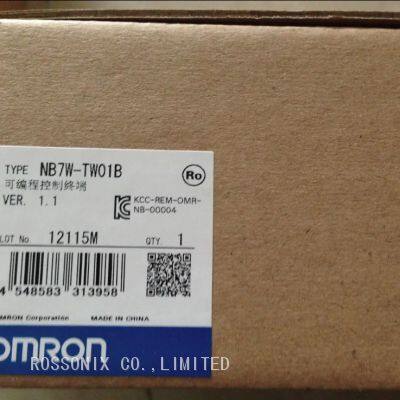 TYPE NB7W-TW01B
Ro
可编程控制终端
VER. 1.1
KCC-REM-OMR-
NB-00004
LOT No. 12115M
QTY. 1
4 548583 313958
OMRON Corporation MADE IN CHINA
OMRON
ROSSONIX CO.,LIMITED